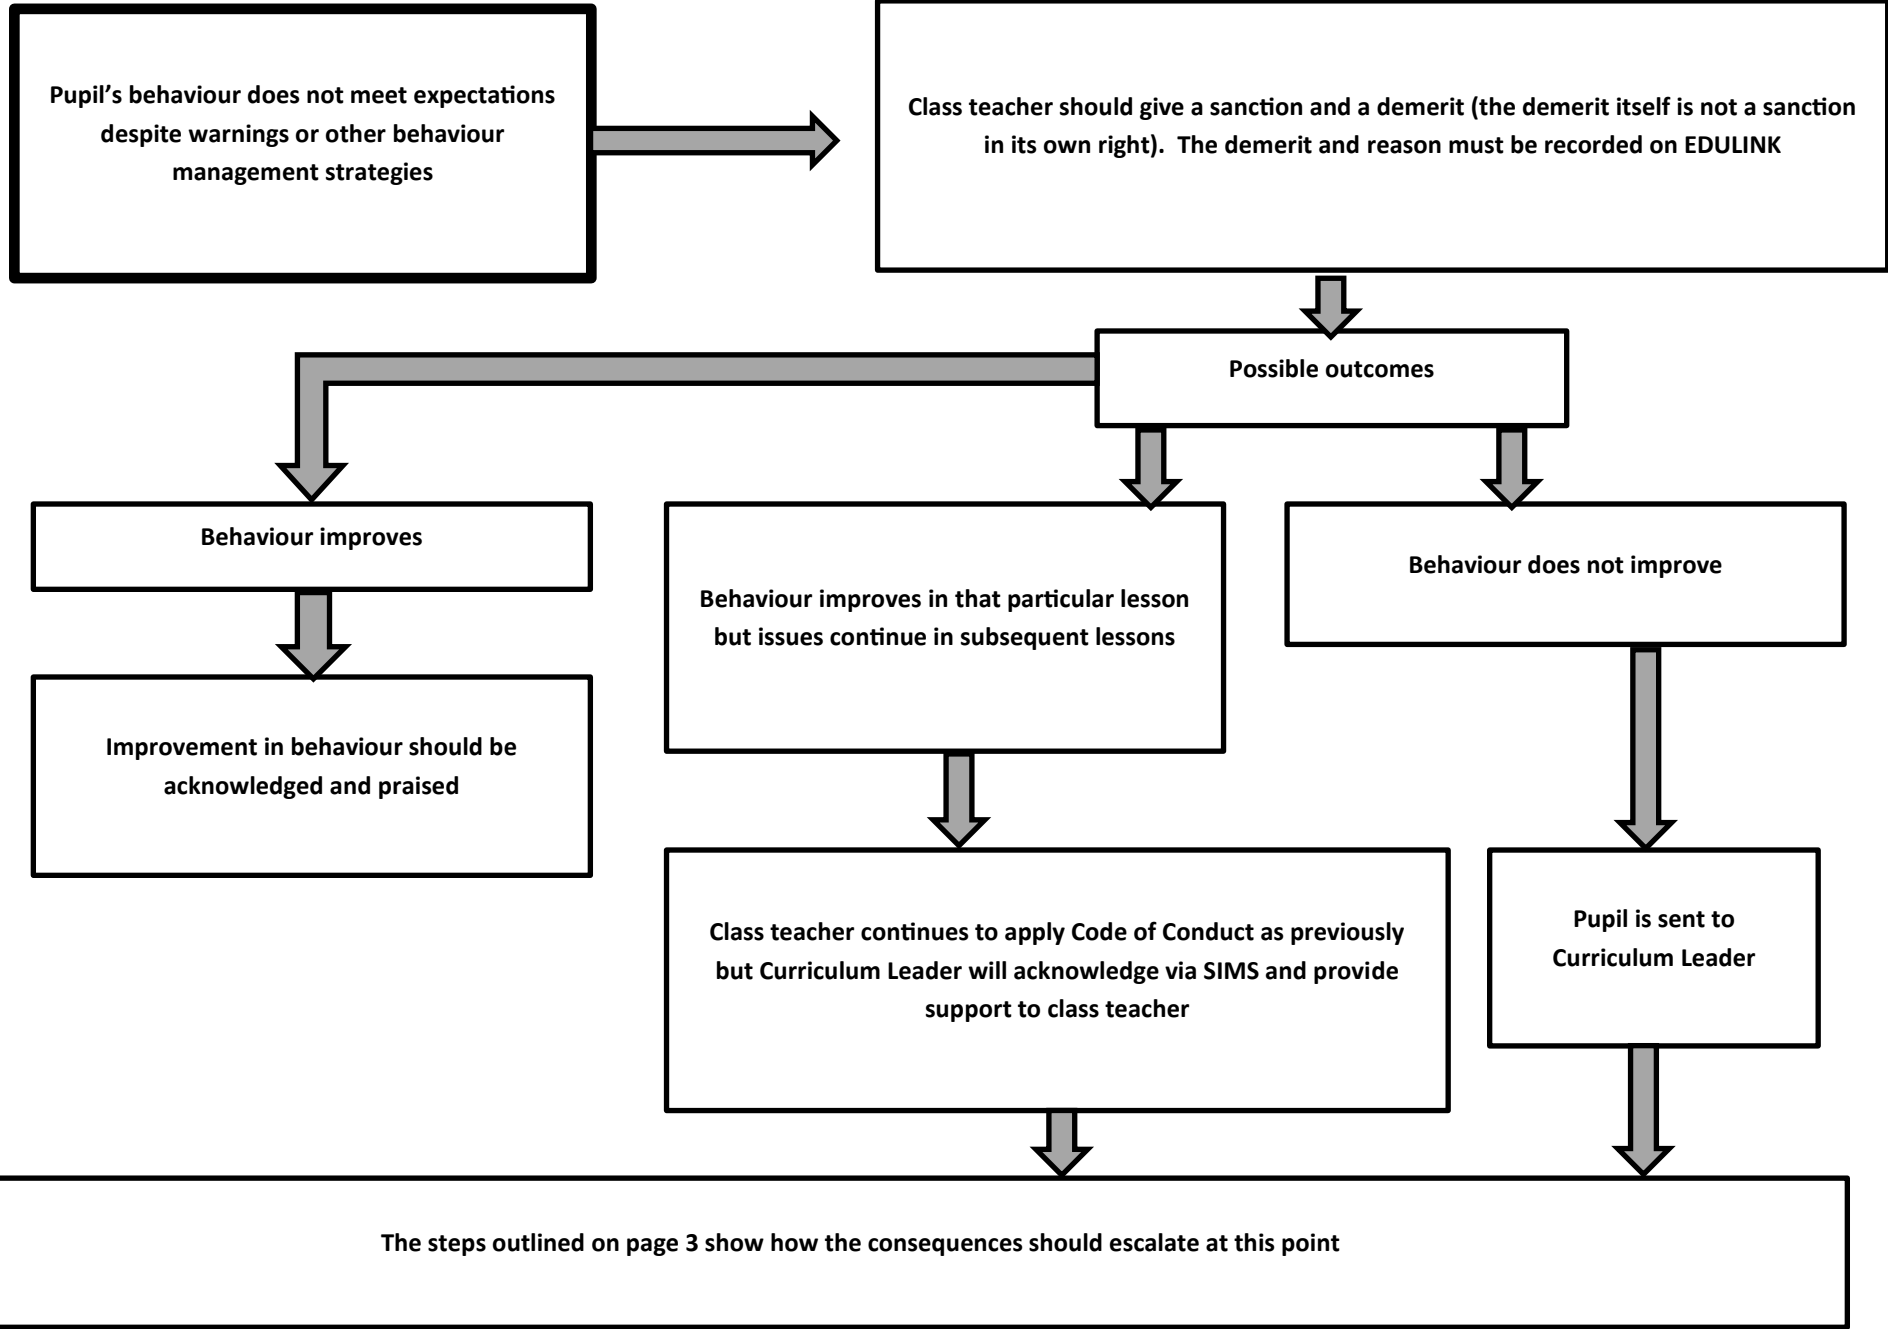 Pupil’s behaviour does not meet expectations
despite warnings or other behaviour
management strategies
Class teacher should give a sanction and a demerit (the demerit itself is not a sanction
in its own right).  The demerit and reason must be recorded on EDULINK
Possible outcomes
Behaviour improves
Improvement in behaviour should be
acknowledged and praised
Behaviour improves in that particular lesson
but issues continue in subsequent lessons
Class teacher continues to apply Code of Conduct as previously
but Curriculum Leader will acknowledge via SIMS and provide
support to class teacher
Behaviour does not improve
Pupil is sent to
Curriculum Leader
The steps outlined on page 3 show how the consequences should escalate at this point